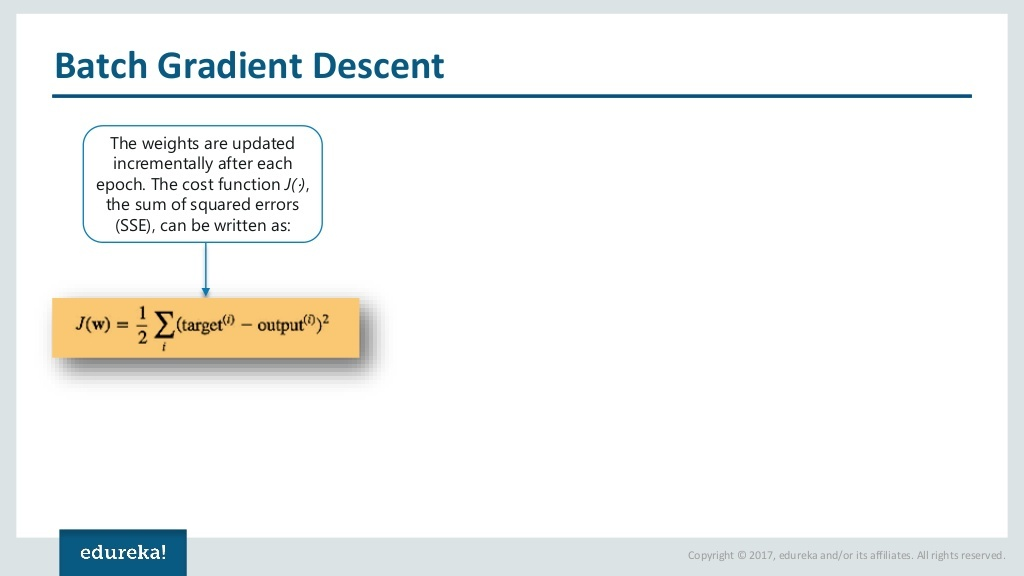 Batch Gradient Descent
The weights are updated
incrementally after each
epoch. The cost function J(·),
the sum of squared errors
(SSE), can be written as:
J(w) = 1/2 ∑i (target(i) − output(i))2
edureka!
Copyright © 2017, edureka and/or its affiliates. All rights reserved.